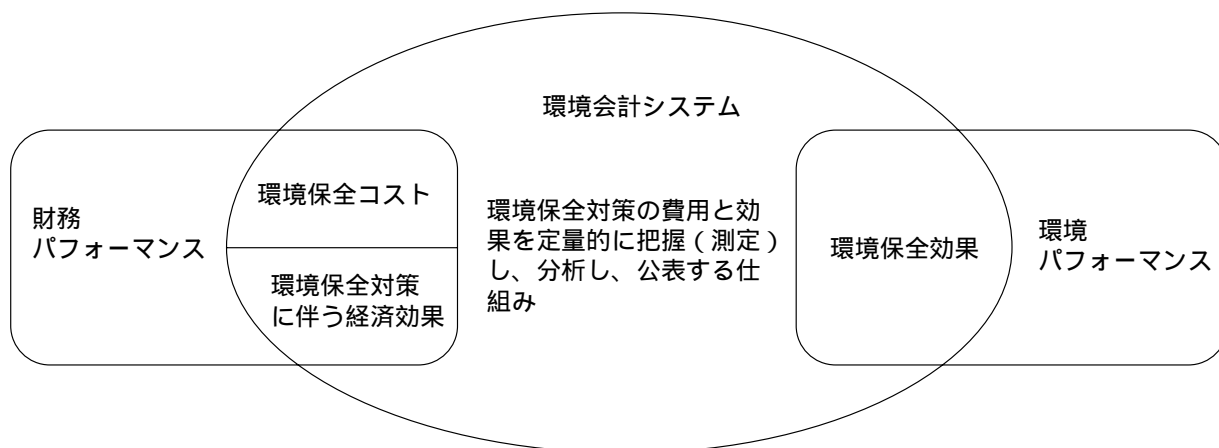 環境会計システム
財務
パフォーマンス
環境保全コスト
環境保全対策
に伴う経済効果
環境保全対策の費用と効
果を定量的に把握（測定）
し、分析し、公表する仕
組み
環境保全効果
環境
パフォーマンス